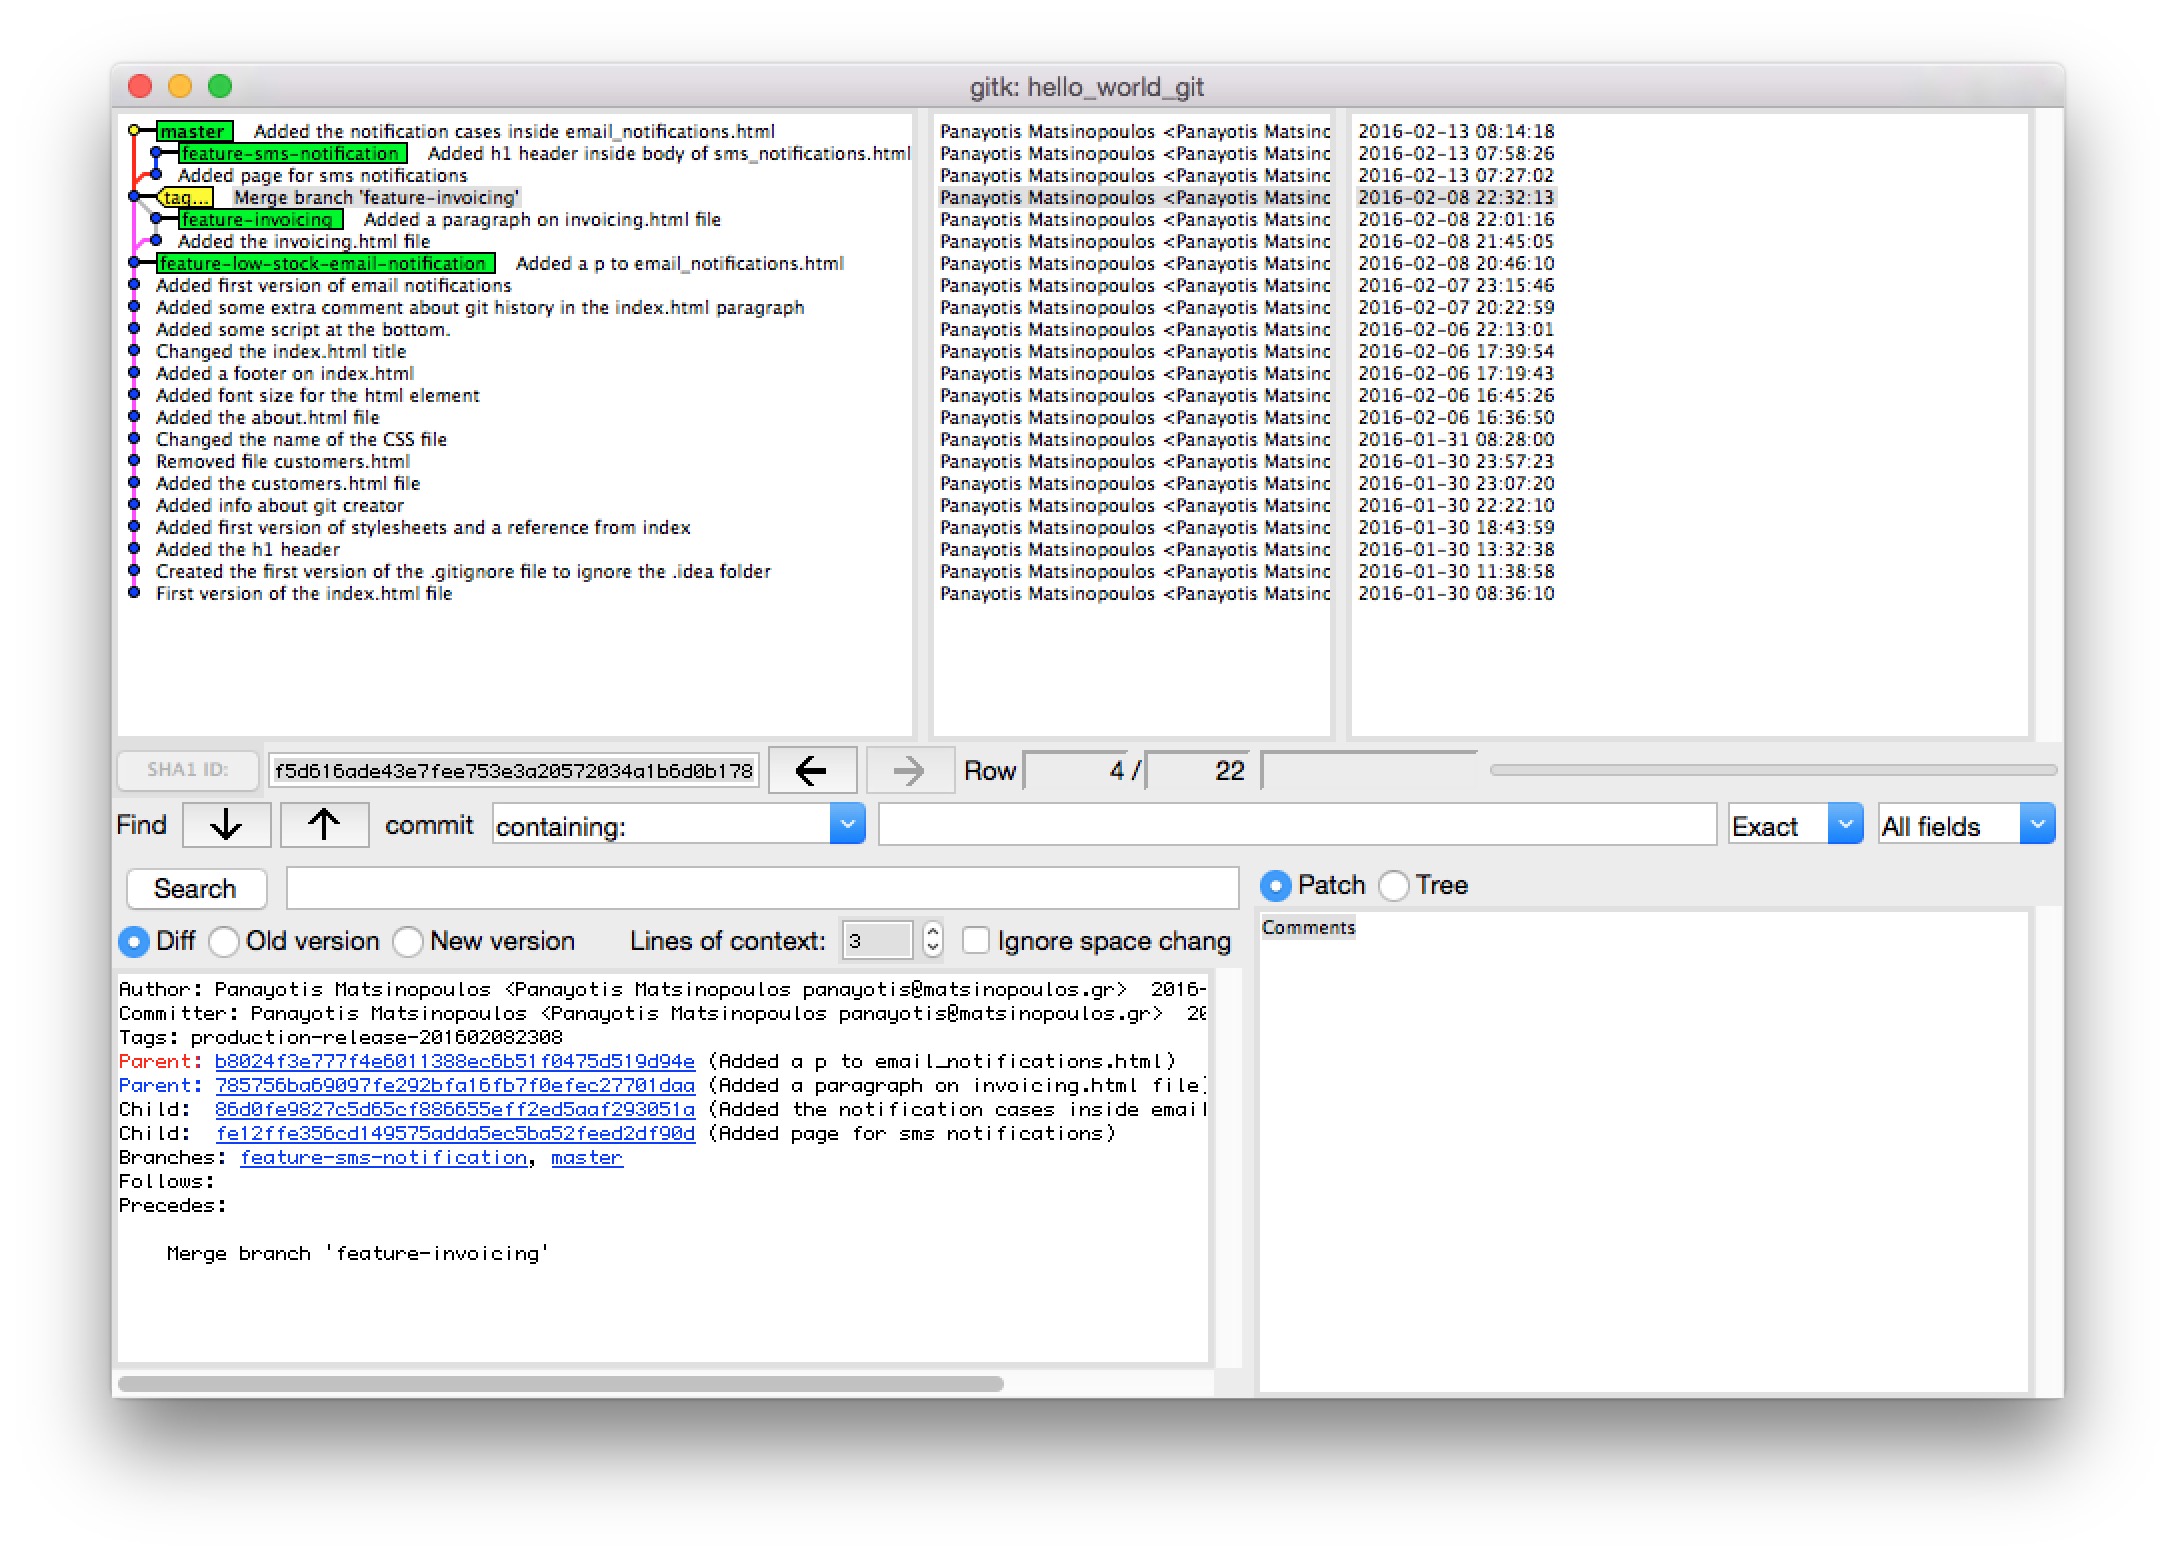 gitk: hello_world_git
master Added the notification cases inside email_notifications.html Panayotis Matsinopoulos <Panayotis Matsinc 2016-02-13 08:14:18
feature-sms-notification Added h1 header inside body of sms_notifications.html Panayotis Matsinopoulos <Panayotis Matsinc 2016-02-13 07:58:26
Added page for sms notifications Panayotis Matsinopoulos <Panayotis Matsinc 2016-02-13 07:27:02
tag... Merge branch 'feature-invoicing' Panayotis Matsinopoulos <Panayotis Matsinc 2016-02-08 22:32:13
feature-invoicing Added a paragraph on invoicing.html file Panayotis Matsinopoulos <Panayotis Matsinc 2016-02-08 22:01:16
Added the invoicing.html file Panayotis Matsinopoulos <Panayotis Matsinc 2016-02-08 21:45:05
feature-low-stock-email-notification Added a p to email_notifications.html Panayotis Matsinopoulos <Panayotis Matsinc 2016-02-08 20:46:10
Added first version of email notifications Panayotis Matsinopoulos <Panayotis Matsinc 2016-02-07 23:15:46
Added some extra comment about git history in the index.html paragraph Panayotis Matsinopoulos <Panayotis Matsinc 2016-02-07 20:22:59
Added some script at the bottom. Panayotis Matsinopoulos <Panayotis Matsinc 2016-02-06 22:13:01
Changed the index.html title Panayotis Matsinopoulos <Panayotis Matsinc 2016-02-06 17:39:54
Added a footer on index.html Panayotis Matsinopoulos <Panayotis Matsinc 2016-02-06 17:19:43
Added font size for the html element Panayotis Matsinopoulos <Panayotis Matsinc 2016-02-06 16:45:26
Added the about.html file Panayotis Matsinopoulos <Panayotis Matsinc 2016-02-06 16:36:50
Changed the name of the CSS file Panayotis Matsinopoulos <Panayotis Matsinc 2016-01-31 08:28:00
Removed file customers.html Panayotis Matsinopoulos <Panayotis Matsinc 2016-01-30 23:57:23
Added the customers.html file Panayotis Matsinopoulos <Panayotis Matsinc 2016-01-30 23:07:20
Added info about git creator Panayotis Matsinopoulos <Panayotis Matsinc 2016-01-30 22:22:10
Added first version of stylesheets and a reference from index Panayotis Matsinopoulos <Panayotis Matsinc 2016-01-30 18:43:59
Added the h1 header Panayotis Matsinopoulos <Panayotis Matsinc 2016-01-30 13:32:38
Created the first version of the .gitignore file to ignore the .idea folder Panayotis Matsinopoulos <Panayotis Matsinc 2016-01-30 11:38:58
First version of the index.html file Panayotis Matsinopoulos <Panayotis Matsinc 2016-01-30 08:36:10
SHA1 ID: f5d616ade43e7fee753e3a20572034a1b6d0b178 Row 4 / 22
Find commit containing: Exact All fields
Search Patch Tree
Comments
Diff Old version New version Lines of context: 3 Ignore space chang
Author: Panayotis Matsinopoulos <Panayotis Matsinopoulos panayotis@matsinopoulos.gr> 2016-
Committer: Panayotis Matsinopoulos <Panayotis Matsinopoulos panayotis@matsinopoulos.gr> 20
Tags: production-release-201602082308
Parent: b8024f3e777f4e6011388ec6b51f0475d519d94e (Added a p to email_notifications.html)
Parent: 785756ba69097fe292bfa16fb7f0efec27701daa (Added a paragraph on invoicing.html file)
Child: 86d0fe9827c5d65cf886655eff2ed5aaf293051a (Added the notification cases inside email
Child: fe12ffe356cd149575adda5ec5ba52feed2df90d (Added page for sms notifications)
Branches: feature-sms-notification, master
Follows:
Precedes:
Merge branch 'feature-invoicing'